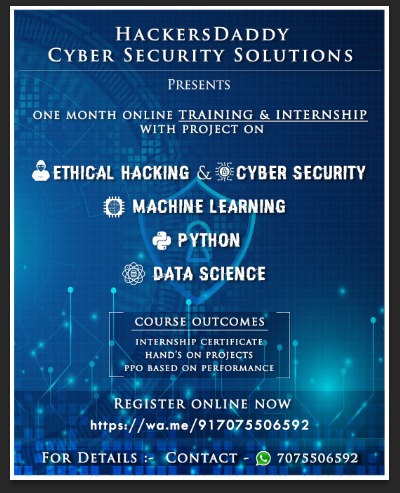 HackersDaddy
Cyber Security Solutions
Presents
one month online TRAINING & INTERNSHIP
with project on
ETHICAL HACKING & CYBER SECURITY
MACHINE LEARNING
PYTHON
DATA SCIENCE
COURSE OUTCOMES
INTERNSHIP CERTIFICATE
HAND'S ON PROJECTS
PPO BASED ON PERFORMANCE
Register online now
https://wa.me/917075506592
For Details :- Contact - 7075506592